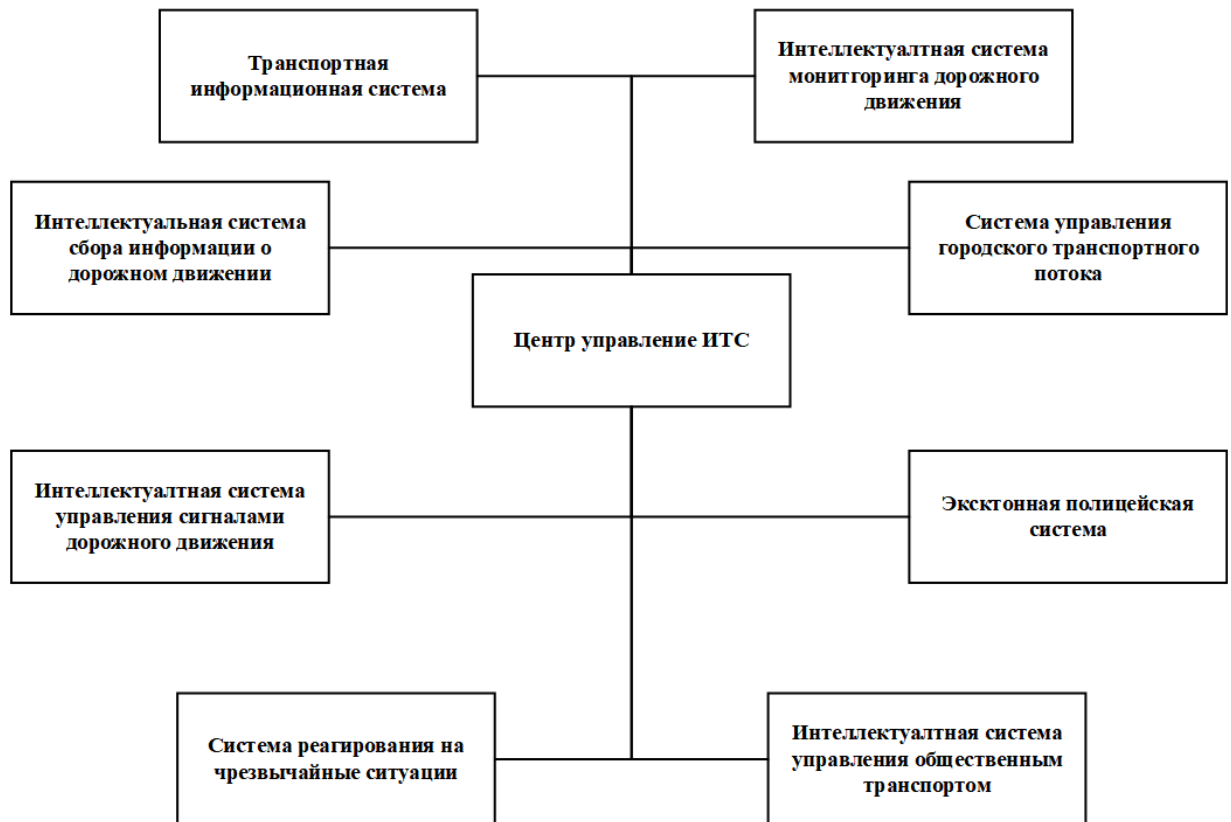 Транспортная
информационная система
Интеллектуалтная система
монитгоринга дорожного
движения
Интеллектуальная система
сбора информации о
дорожном движении
Система управления
городского транспортного
потока
Центр управление ИТС
Интеллектуалтная система
управления сигналами
дорожного движения
Эксктонная полицейская
система
Система реагирования на
чрезвычайные ситуации
Интеллектуалтная система
управления общественным
транспортом